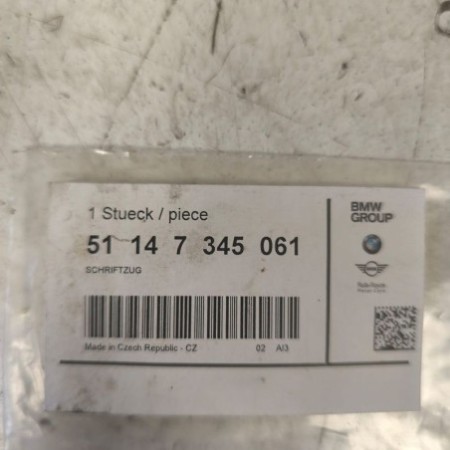 1 Stueck / piece
51 14 7 345 061
SCHRIFTZUG
Made in Czech Republic - CZ
02 AI3
BMW
GROUP